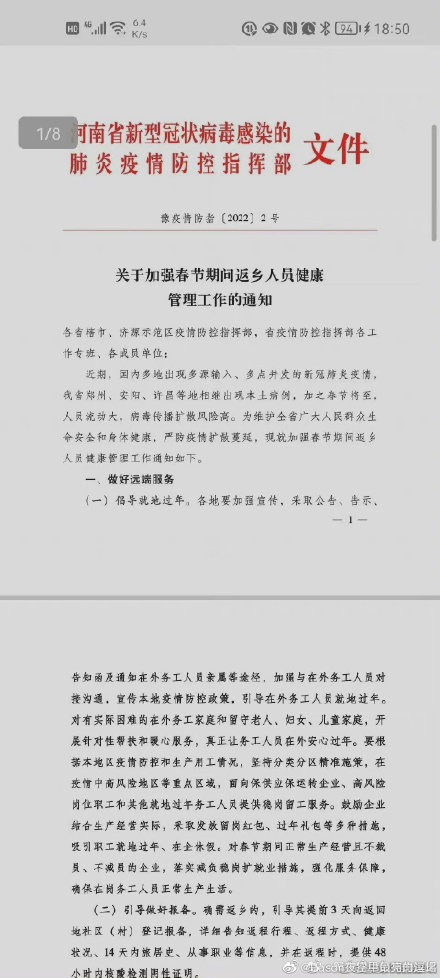 HD 4G 6.4 K/s 94 18:50
1/8
河南省新型冠状病毒感染的
肺炎疫情防控指挥部 文件
豫疫情防指〔2022〕2 号
关于加强春节期间返乡人员健康
管理工作的通知
各省辖市、济源示范区疫情防控指挥部，省疫情防控指挥部各工
作专班、各成员单位：
近期，国内多地出现多源输入、多点并发的新冠肺炎疫情，
我省郑州、安阳、许昌等地相继出现本土病例，加之春节将至，
人员流动大，病毒传播扩散风险高。为维护全省广大人民群众生
命安全和身体健康，严防疫情扩散蔓延，现就加强春节期间返乡
人员健康管理工作通知如下。
一、做好远端服务
（一）倡导就地过年。各地要加强宣传，采取公告、告示、
— 1 —
告知函及通知在外务工人员亲属等途径，加强与在外务工人员对
接沟通，宣传本地疫情防控政策，引导在外务工人员就地过年。
对有实际困难的在外务工家庭和留守老人、妇女、儿童家庭，开
展针对性帮扶和暖心服务，真正让务工人员在外安心过年。要根
据本地区疫情防控和生产用工情况，坚持分类分区精准施策，在
疫情中高风险地区等重点区域，面向保供应保运转企业、高风险
岗位职工和其他就地过年务工人员提供稳岗留工服务。鼓励企业
结合生产经营实际，采取发放留岗红包、过年礼包等多种措施，
吸引职工就地过年、在企休假。对春节期间正常生产经营且不裁
员、不减员的企业，落实减负稳岗扩就业措施，强化服务保障，
确保在岗务工人员正常生产生活。
（二）引导做好报备。确需返乡的，引导其提前 3 天向返回
地社区（村）登记报备，详细告知返程行程、返程方式、健康
状况、14 天内旅居史、从事职业等信息，并在返程时，提供 48
小时内核酸检测阴性证明。